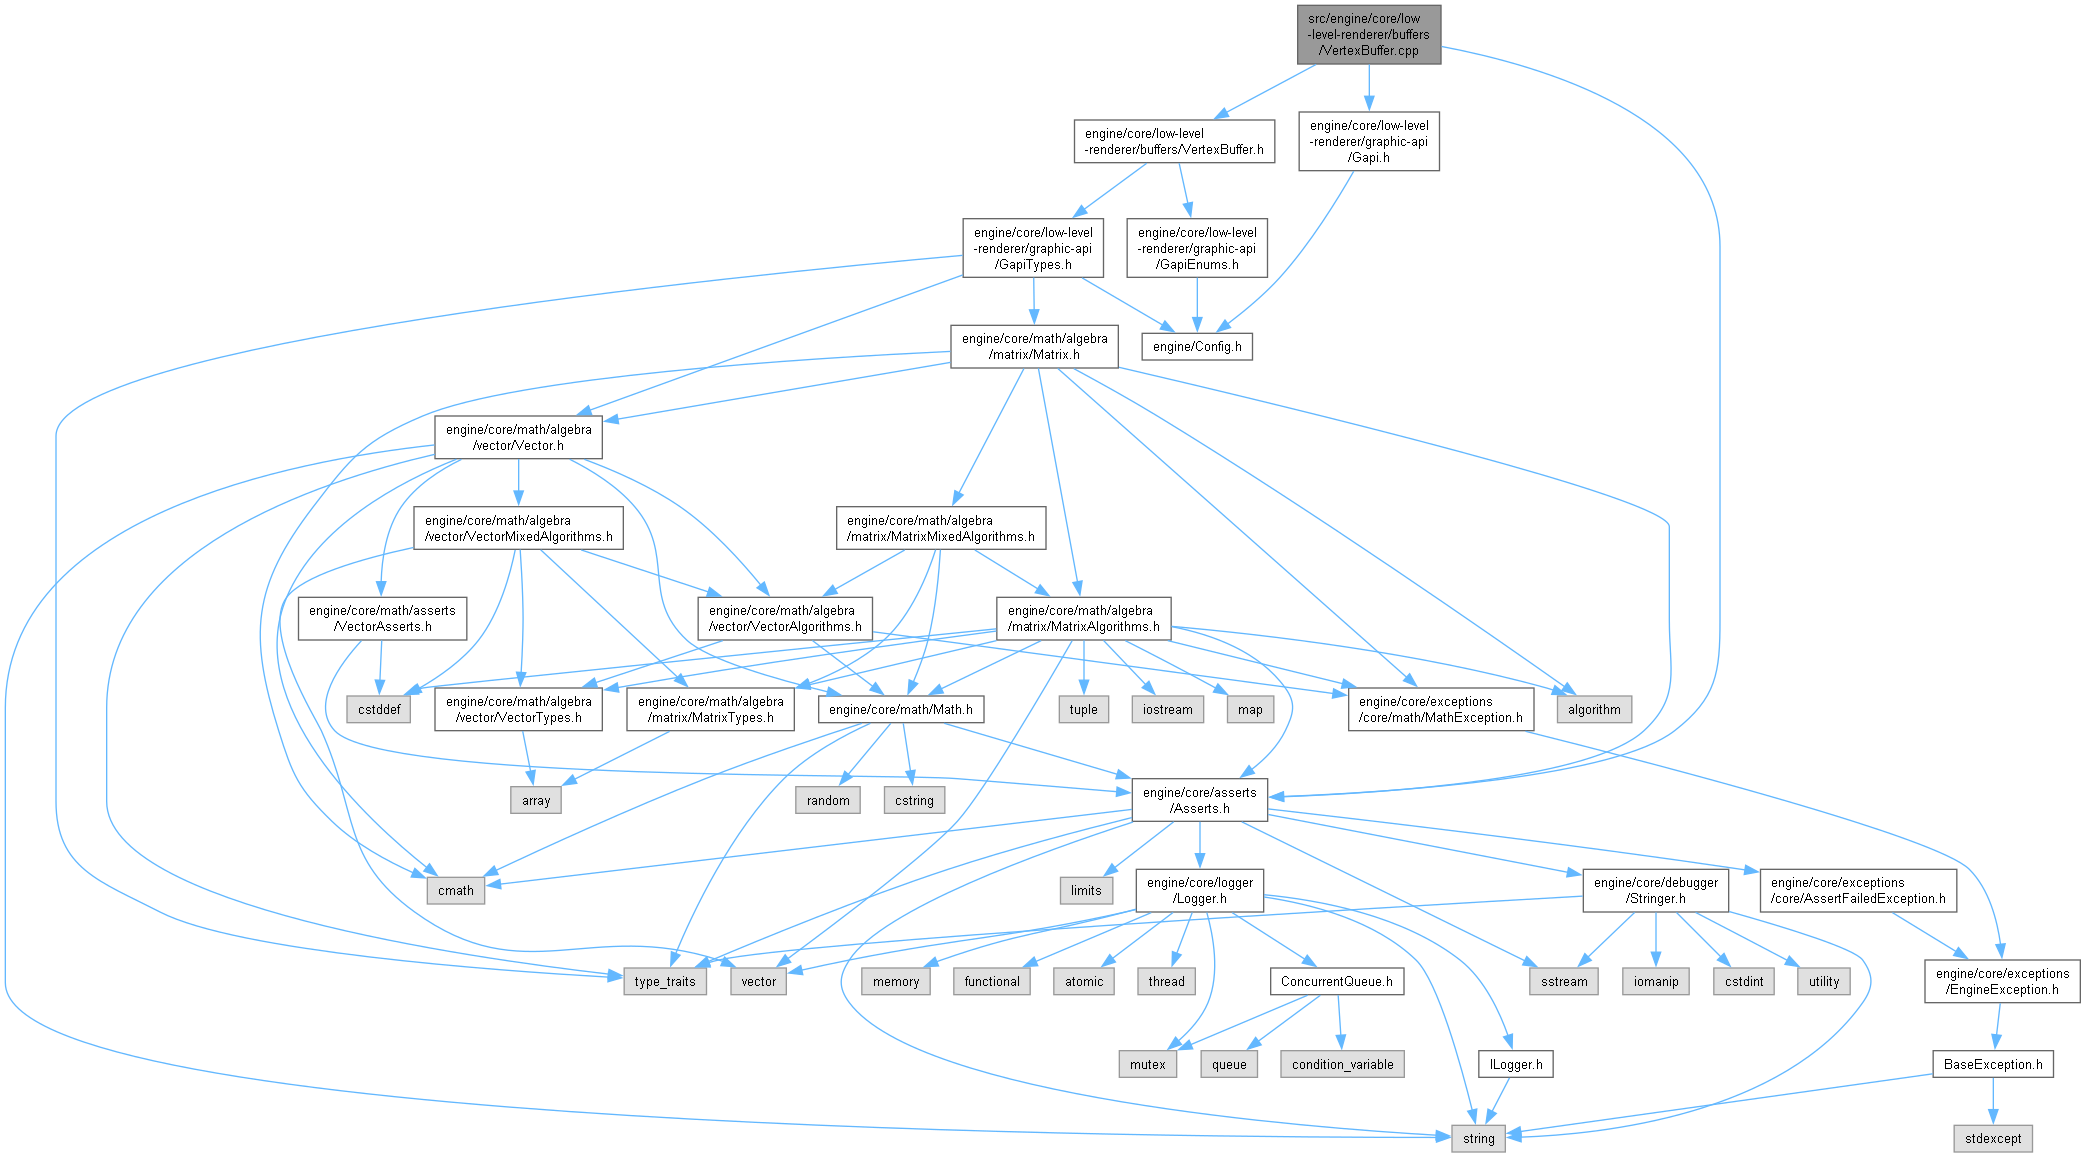 src/engine/core/low
-level-renderer/buffers
/VertexBuffer.cpp
engine/core/low-level
-renderer/buffers/VertexBuffer.h
engine/core/low-level
-renderer/graphic-api
/Gapi.h
engine/core/low-level
-renderer/graphic-api
/GapiTypes.h
engine/core/low-level
-renderer/graphic-api
/GapiEnums.h
engine/core/math/algebra
/matrix/Matrix.h
engine/Config.h
engine/core/math/algebra
/vector/Vector.h
engine/core/math/algebra
/vector/VectorMixedAlgorithms.h
engine/core/math/algebra
/matrix/MatrixMixedAlgorithms.h
engine/core/math/asserts
/VectorAsserts.h
engine/core/math/algebra
/vector/VectorAlgorithms.h
engine/core/math/algebra
/matrix/MatrixAlgorithms.h
cstddef
engine/core/math/algebra
/vector/VectorTypes.h
engine/core/math/algebra
/matrix/MatrixTypes.h
engine/core/math/Math.h
tuple
iostream
map
engine/core/exceptions
/core/math/MathException.h
algorithm
array
random
cstring
engine/core/asserts
/Asserts.h
cmath
limits
engine/core/logger
/Logger.h
engine/core/debugger
/Stringer.h
engine/core/exceptions
/core/AssertFailedException.h
type_traits
vector
memory
functional
atomic
thread
ConcurrentQueue.h
sstream
iomanip
cstdint
utility
engine/core/exceptions
/EngineException.h
mutex
queue
condition_variable
ILogger.h
BaseException.h
string
stdexcept